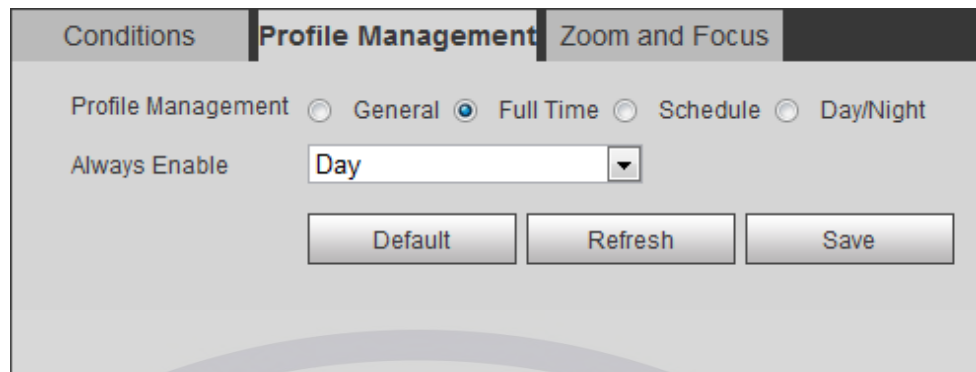 Conditions Profile Management Zoom and Focus
Profile Management General Full Time Schedule Day/Night
Always Enable Day
Default Refresh Save